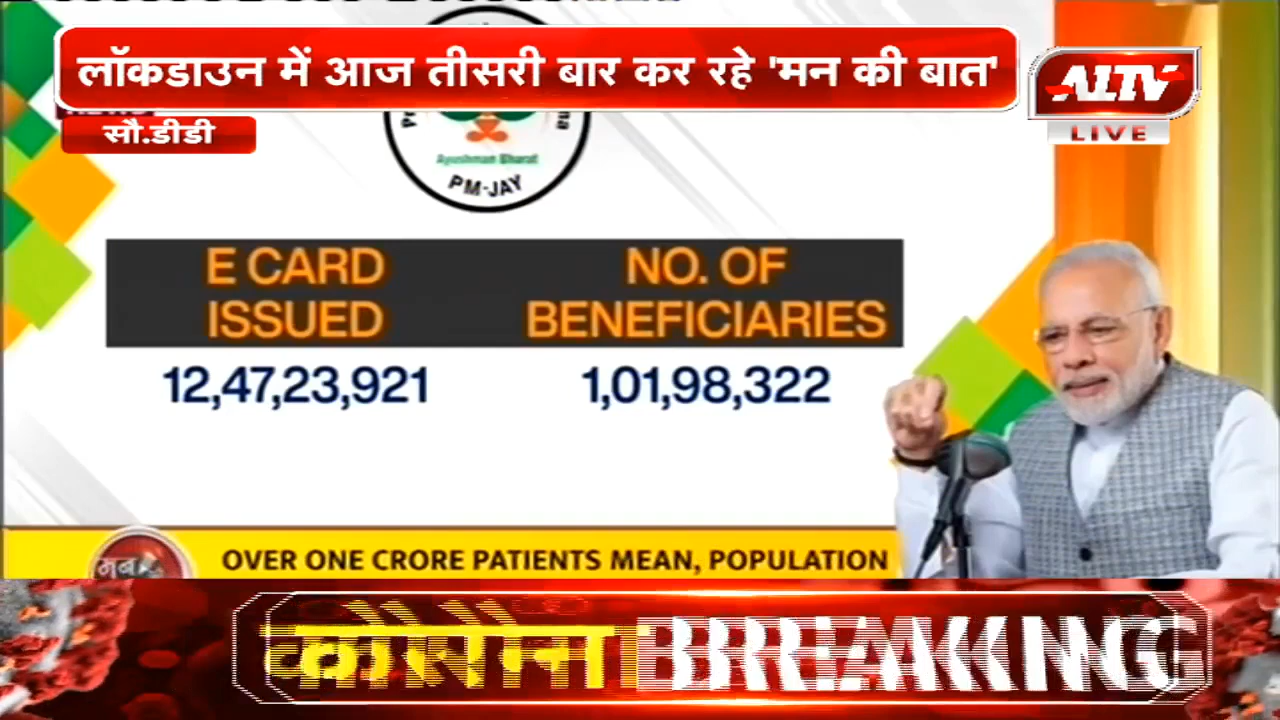 लॉकडाउन में आज तीसरी बार कर रहे 'मन की बात'
ALTV
LIVE
सौ.डीडी
Ayushman Bharat
PM-JAY
E CARD
ISSUED
NO. OF
BENEFICIARIES
12,47,23,921
1,01,98,322
मन
OVER ONE CRORE PATIENTS MEAN, POPULATION
कोरोना BREAKING